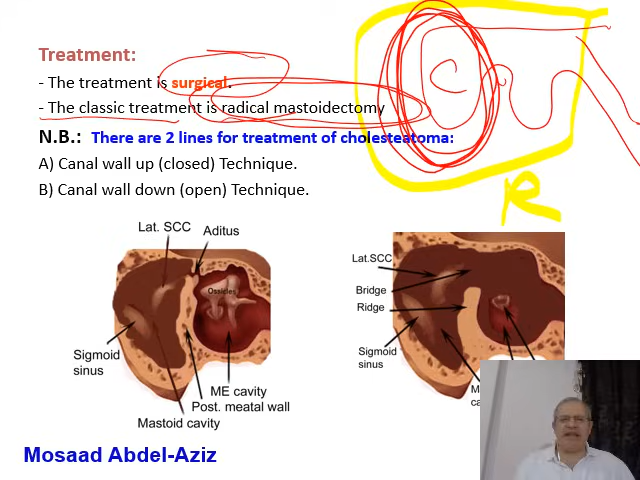 Treatment:
- The treatment is surgical.
- The classic treatment is radical mastoidectomy
N.B.: There are 2 lines for treatment of cholesteatoma:
A) Canal wall up (closed) Technique.
B) Canal wall down (open) Technique.
R
Lat. SCC
Aditus
Ossicles
Sigmoid
sinus
ME cavity
Post. meatal wall
Mastoid cavity
Lat.SCC
Bridge
Ridge
Sigmoid
sinus
Mosaad Abdel-Aziz